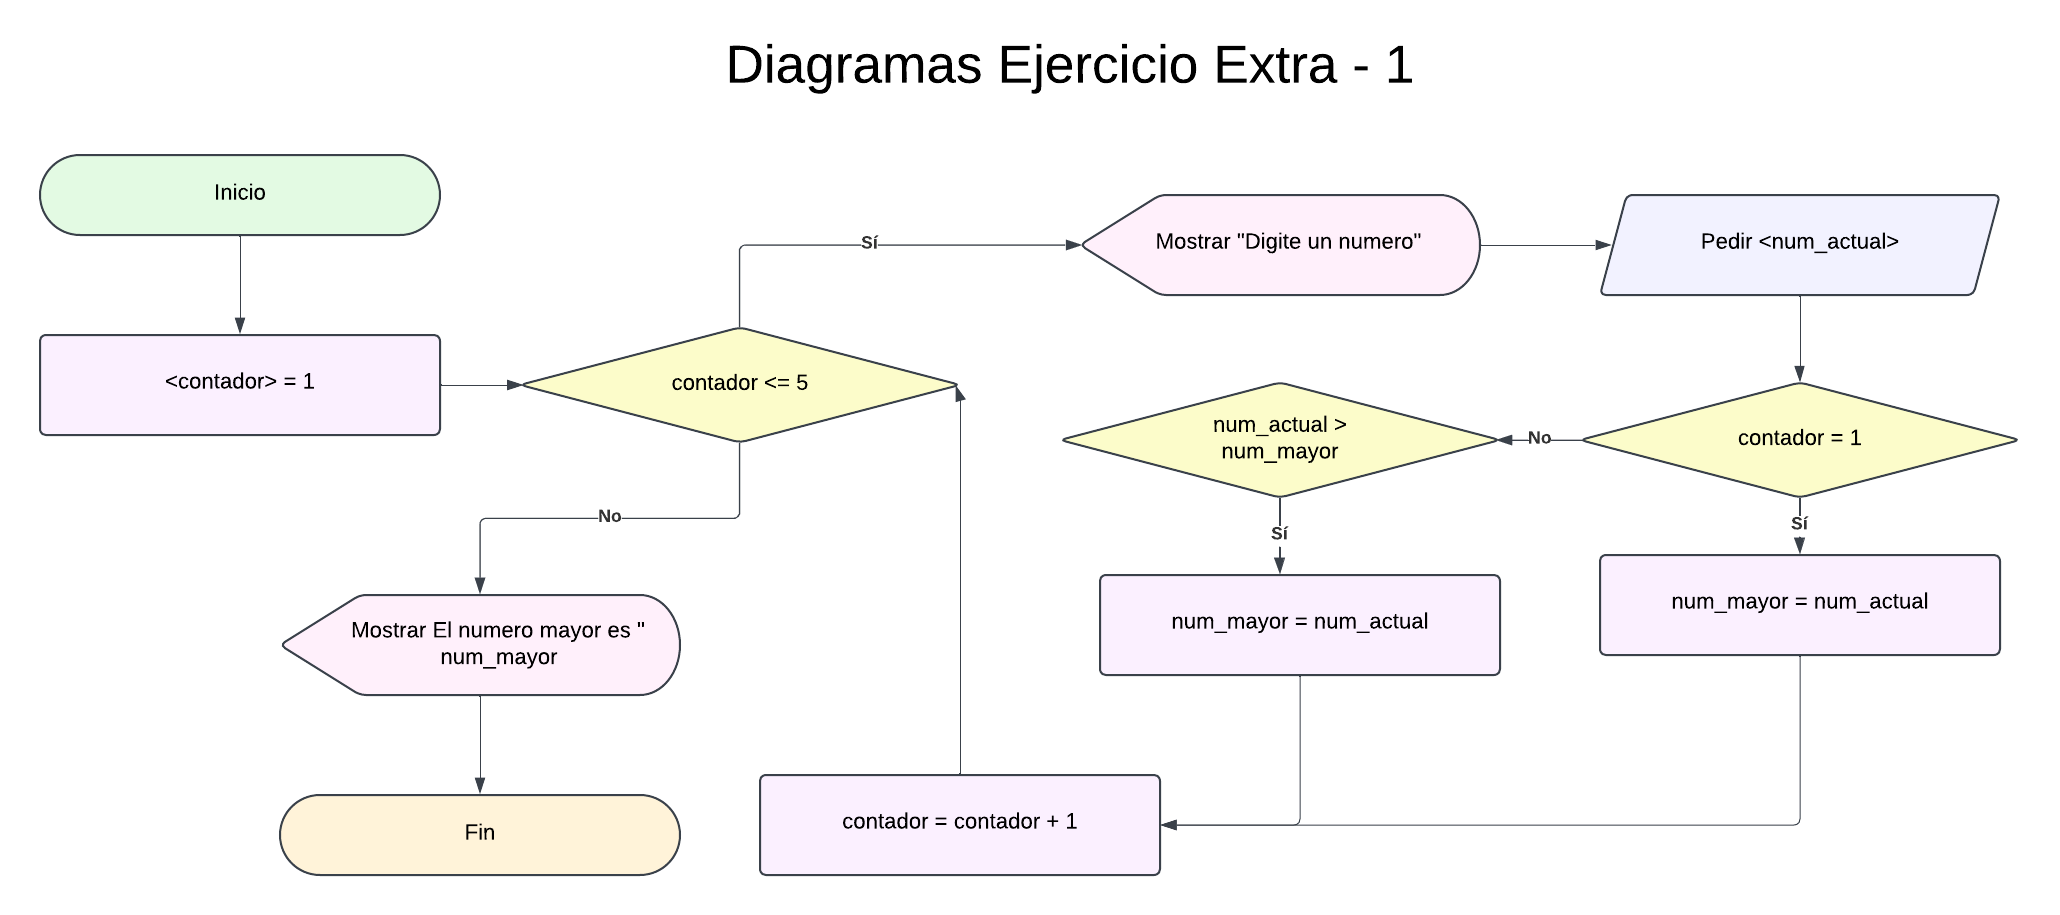 Diagramas Ejercicio Extra - 1
Inicio
<contador> = 1
contador <= 5
Sí
Mostrar "Digite un numero"
Pedir <num_actual>
contador = 1
No
num_actual >
num_mayor
Sí
num_mayor = num_actual
Sí
num_mayor = num_actual
contador = contador + 1
No
Mostrar El numero mayor es "
num_mayor
Fin